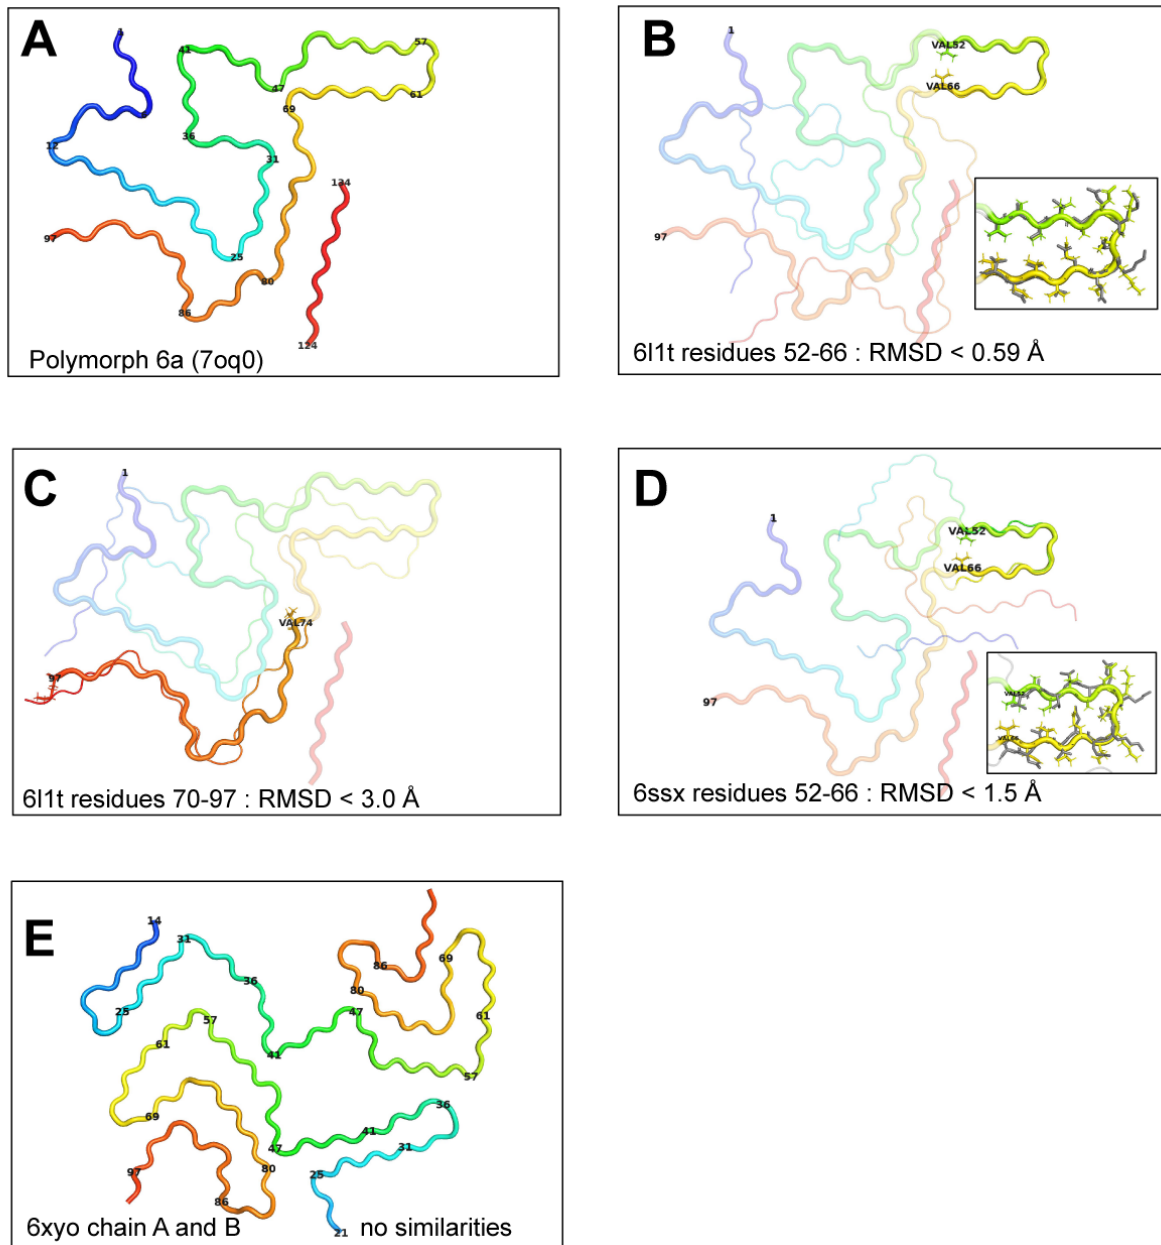 A
1
41
57
47
69
61
12
36
31
134
97
25
80
86
124
Polymorph 6a (7oq0)
B
1
VAL52
VAL66
97
6l1t residues 52-66 : RMSD < 0.59 Å
C
1
VAL74
97
6l1t residues 70-97 : RMSD < 3.0 Å
D
1
VAL52
VAL66
97
VAL52
VAL66
6ssx residues 52-66 : RMSD < 1.5 Å
E
14
31
36
86
69
80
25
57
47
61
61
41
57
69
36
41
47
31
97
80
25
86
21
6xyo chain A and B
no similarities